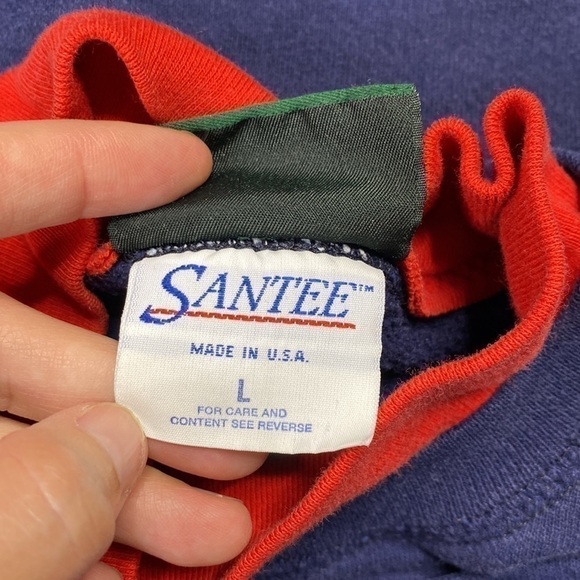 SANTEE™
MADE IN U.S.A.
L
FOR CARE AND
CONTENT SEE REVERSE